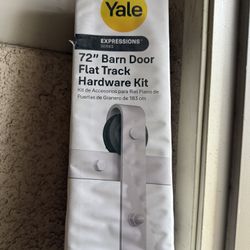 Yale
EXPRESSIONS
SERIES
72" Barn Door
Flat Track
Hardware Kit
Kit de Accesorios para Riel Plano de
Puertas de Granero de 183 cm